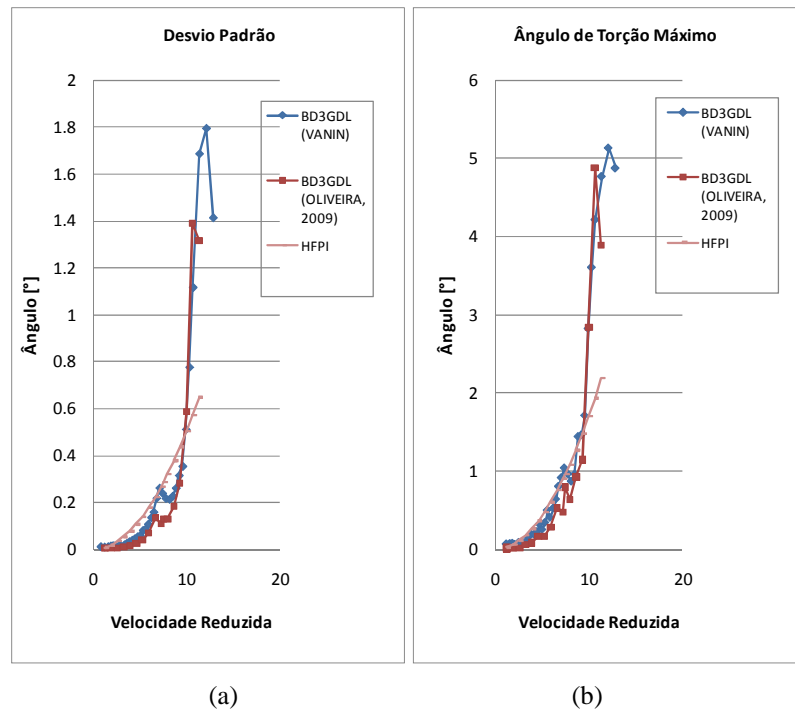 Desvio Padrão
2
1.8
1.6
1.4
1.2
1
0.8
0.6
0.4
0.2
0
Ângulo [°]
0
10
20
Velocidade Reduzida
BD3GDL
(VANIN)
BD3GDL
(OLIVEIRA,
2009)
HFPI
(a)
Ângulo de Torção Máximo
6
5
4
3
2
1
0
Ângulo [°]
0
10
20
Velocidade Reduzida
BD3GDL
(VANIN)
BD3GDL
(OLIVEIRA,
2009)
HFPI
(b)